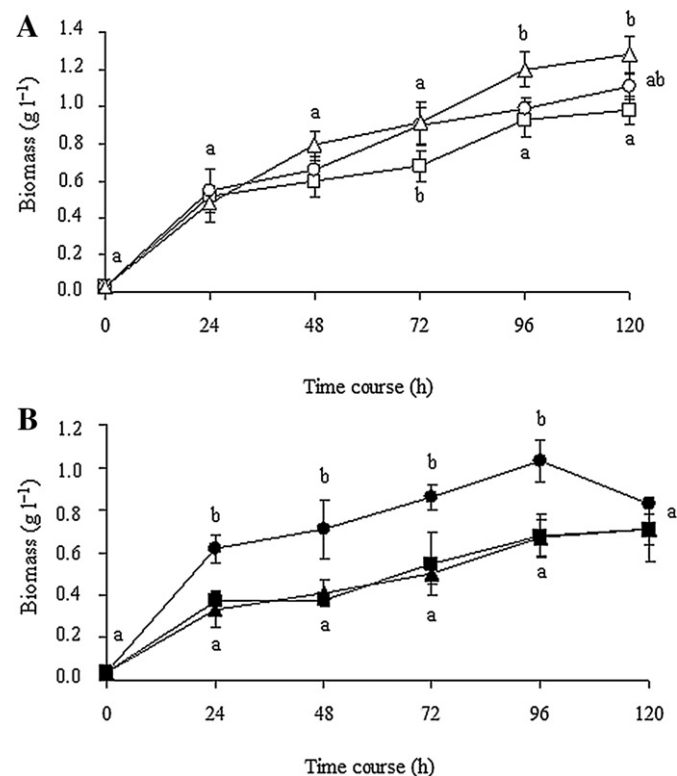 A
Biomass (g l⁻¹)
1.4
1.2
1.0
0.8
0.6
0.4
0.2
0.0
a
a
a
a
b
b
b
ab
a
a
0
24
48
72
96
120
Time course (h)
B
Biomass (g l⁻¹)
1.2
1.0
0.8
0.6
0.4
0.2
0.0
a
b
b
b
b
a
a
a
a
a
0
24
48
72
96
120
Time course (h)